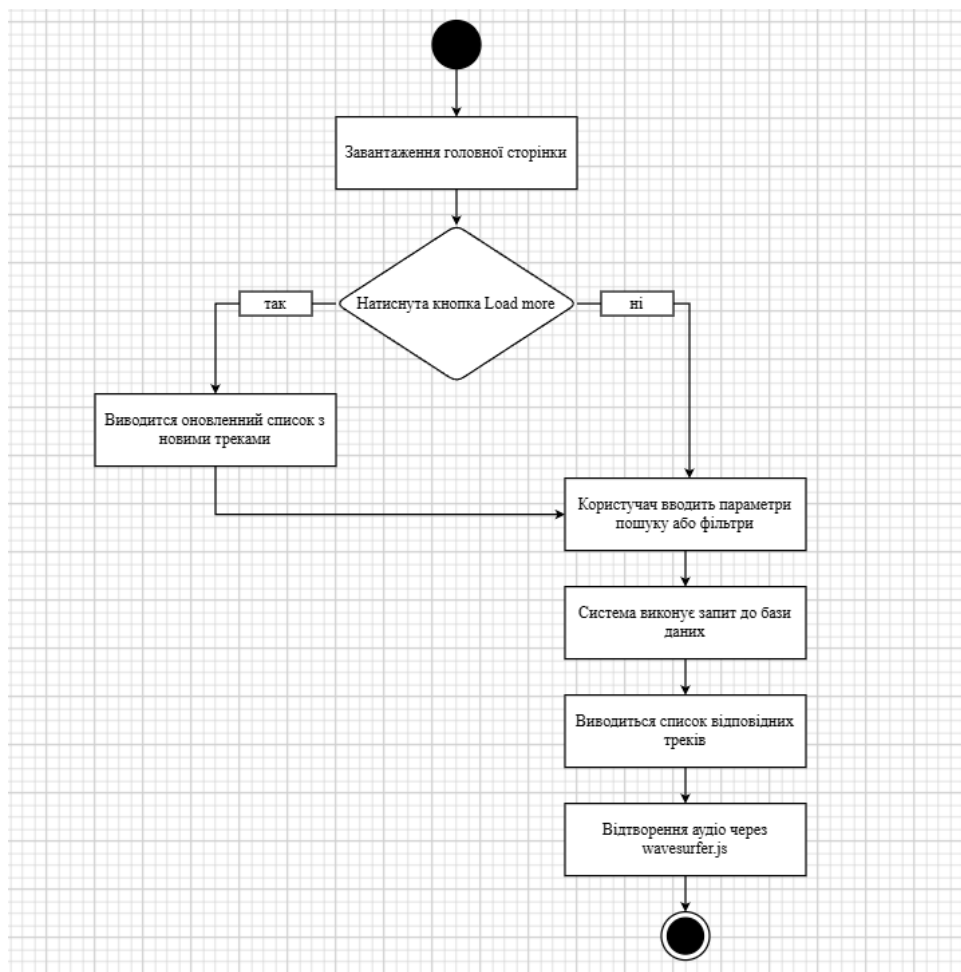 Завантаження головної сторінки
Натиснута кнопка Load more
так
ні
Виводится оновленний список з
новими треками
Користучач вводить параметри
пошуку або фільтри
Система виконує запит до бази
даних
Виводиться список відповідних
треків
Відтворення аудіо через
wavesurfer.js